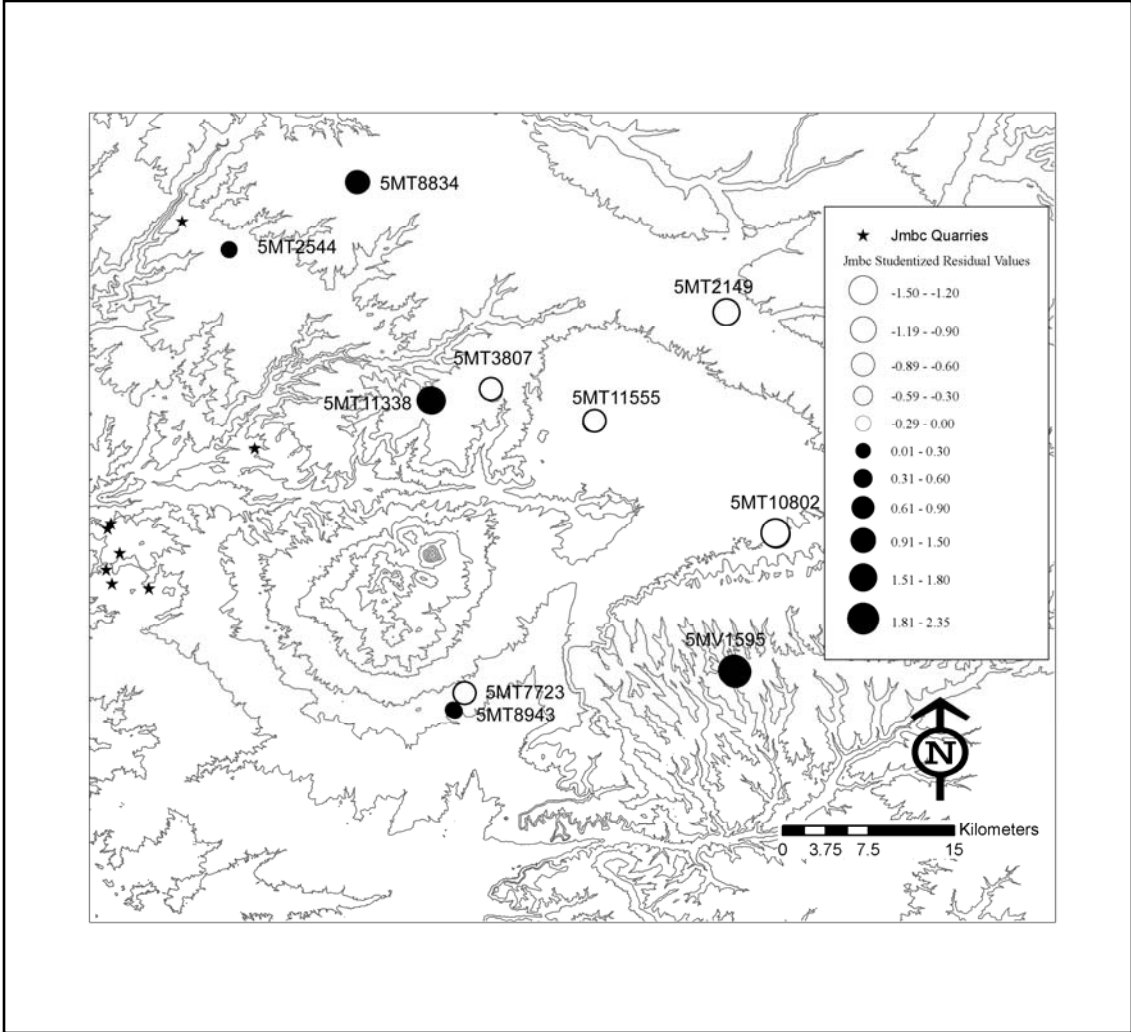 5MT8834
5MT2544
★ Jmbc Quarries
Jmbc Studentized Residual Values
-1.50 - -1.20
-1.19 - -0.90
-0.89 - -0.60
-0.59 - -0.30
-0.29 - 0.00
0.01 - 0.30
0.31 - 0.60
0.61 - 0.90
0.91 - 1.50
1.51 - 1.80
1.81 - 2.35
5MT2149
5MT3807
5MT11338
5MT11555
5MT10802
5MV1595
5MT7723
5MT8943
N
Kilometers
0 3.75 7.5 15